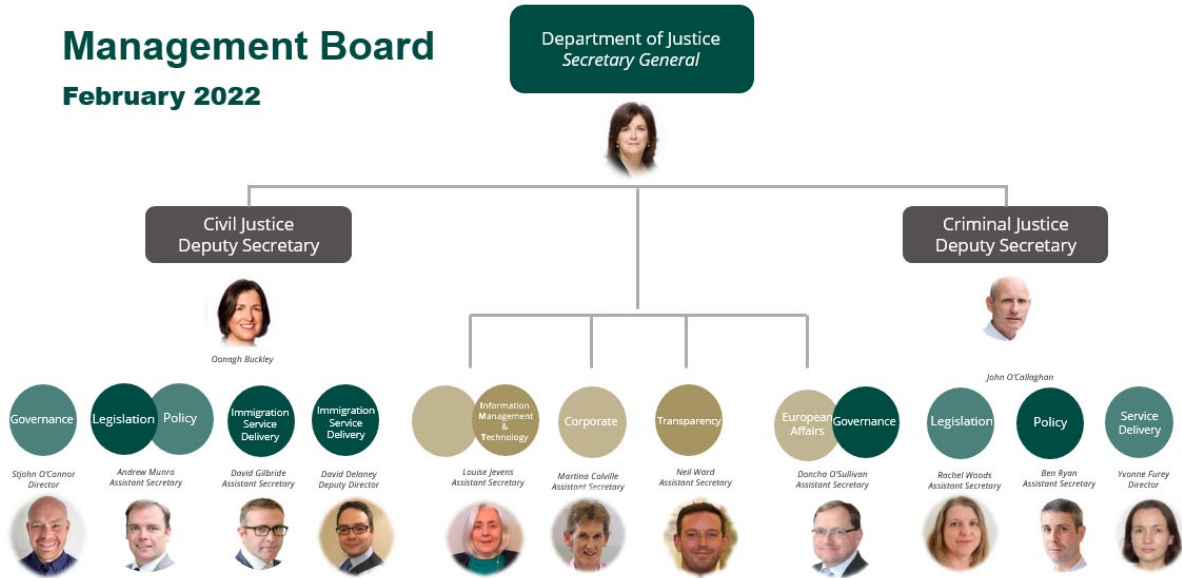 Management Board
February 2022
Department of Justice
Secretary General
Civil Justice
Deputy Secretary
Criminal Justice
Deputy Secretary
Oonagh Buckley
John O'Callaghan
Governance
Legislation
Policy
Immigration
Service
Delivery
Immigration
Service
Delivery
Information
Management
&
Technology
Corporate
Transparency
European
Affairs
Governance
Legislation
Policy
Service
Delivery
Stjohn O'Connor
Director
Andrew Munro
Assistant Secretary
David Gilbride
Assistant Secretary
David Delaney
Deputy Director
Louise Jevens
Assistant Secretary
Martina Colville
Assistant Secretary
Neil Ward
Assistant Secretary
Doncha O'Sullivan
Assistant Secretary
Rachel Woods
Assistant Secretary
Ben Ryan
Assistant Secretary
Yvonne Furey
Director